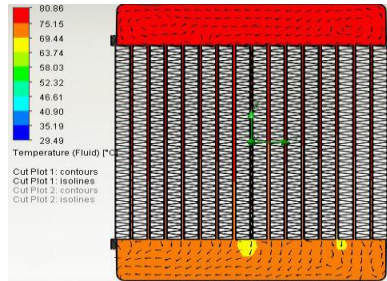 80.86
75.15
69.44
63.74
58.03
52.32
46.61
40.90
35.19
29.49
Temperature (Fluid) [°C]
Cut Plot 1: contours
Cut Plot 1: isolines
Cut Plot 2: contours
Cut Plot 2: isolines